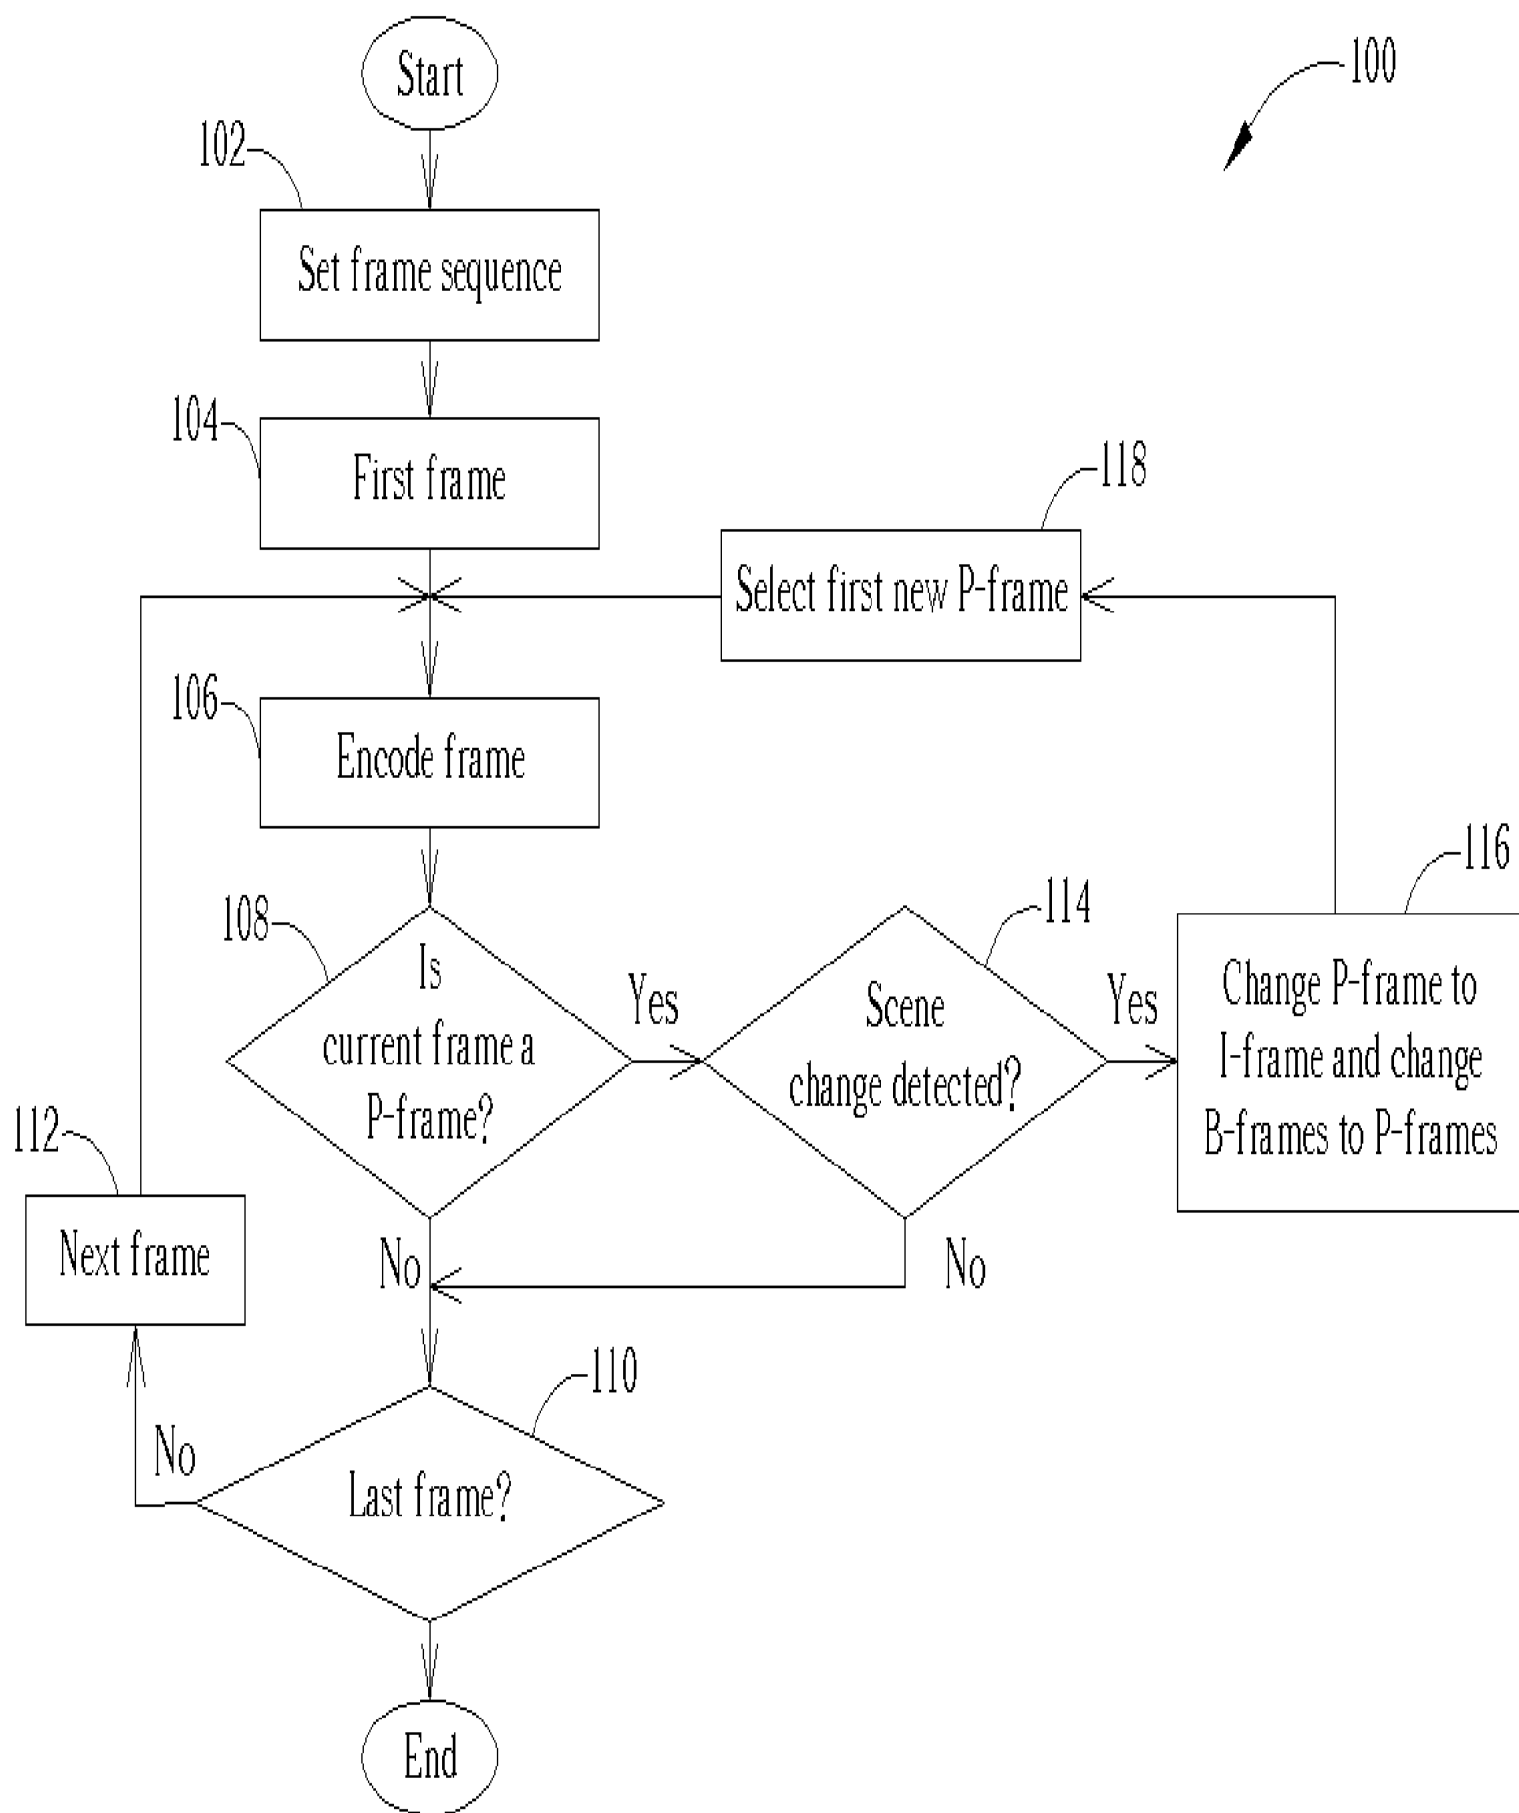 Start
100
102
Set frame sequence
104
First frame
118
Select first new P-frame
106
Encode frame
108
Is
current frame a
P-frame?
Yes
114
Scene
change detected?
Yes
116
Change P-frame to
I-frame and change
B-frames to P-frames
112
Next frame
No
No
110
Last frame?
No
End